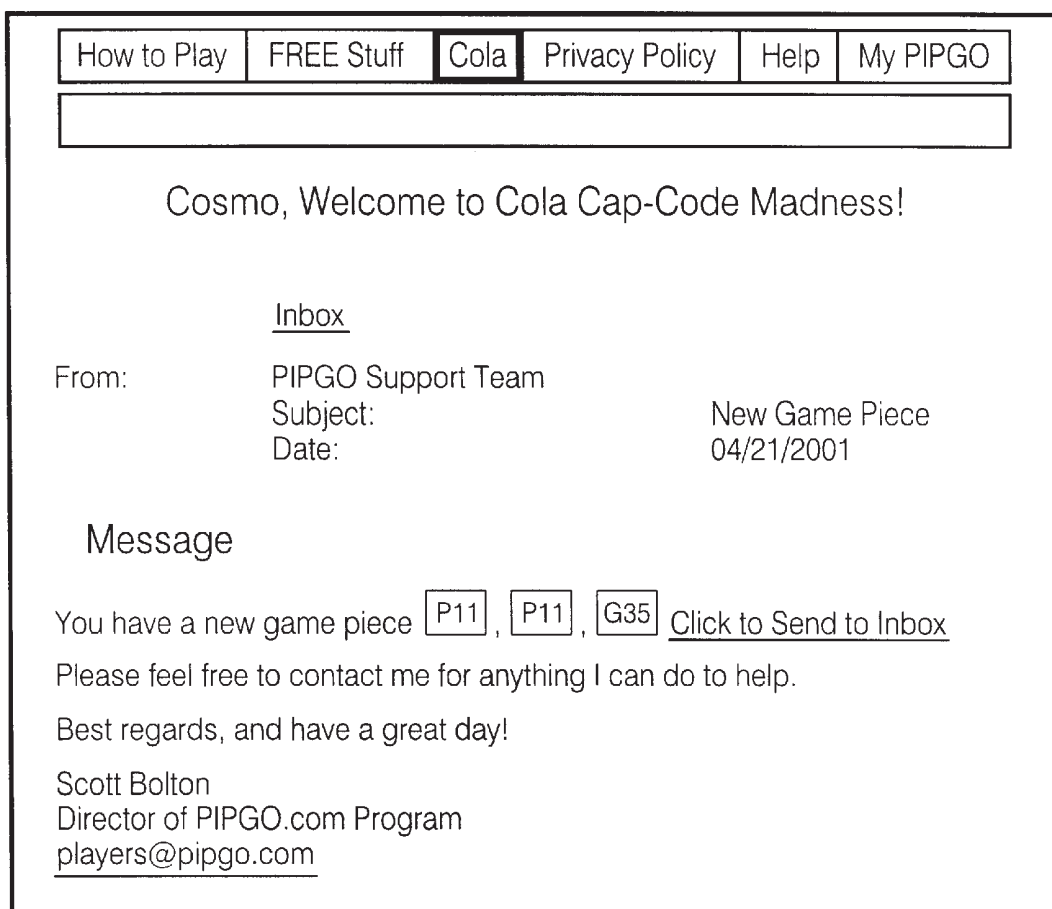 How to Play FREE Stuff Cola Privacy Policy Help My PIPGO
Cosmo, Welcome to Cola Cap-Code Madness!
Inbox
From: PIPGO Support Team
Subject: New Game Piece
Date: 04/21/2001
Message
You have a new game piece P11, P11, G35 Click to Send to Inbox
Please feel free to contact me for anything I can do to help.
Best regards, and have a great day!
Scott Bolton
Director of PIPGO.com Program
players@pipgo.com